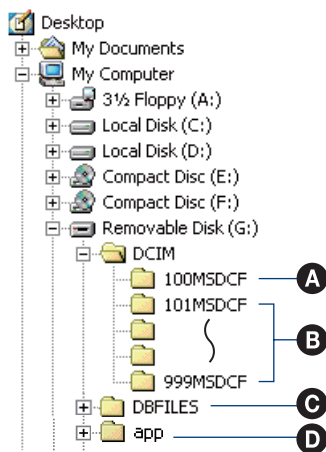 Desktop
My Documents
My Computer
3½ Floppy (A:)
Local Disk (C:)
Local Disk (D:)
Compact Disc (E:)
Compact Disc (F:)
Removable Disk (G:)
DCIM
100MSDCF A
101MSDCF
B
999MSDCF
DBFILES C
app D